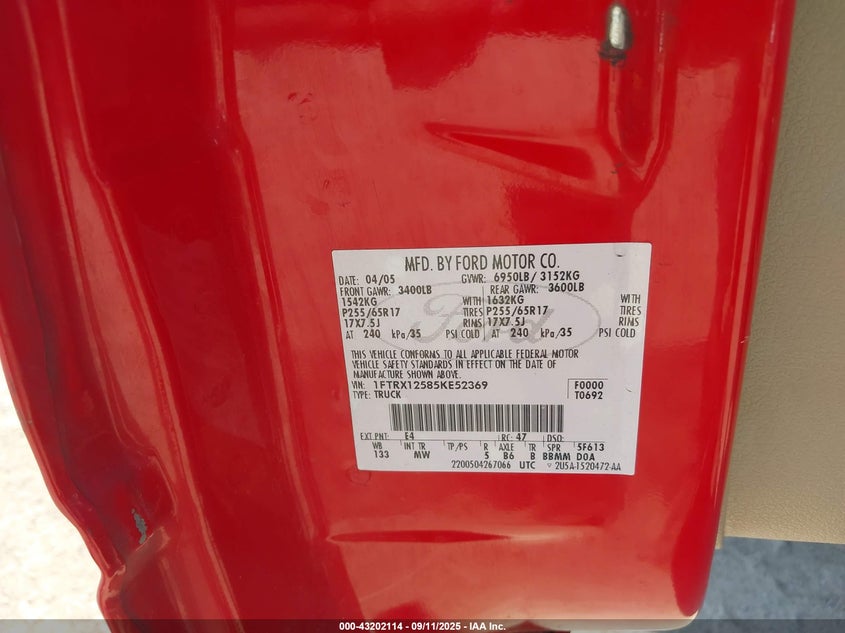 MFD. BY FORD MOTOR CO.
DATE: 04/05 GVWR: 6950LB/ 3152KG
FRONT GAWR: 3400LB REAR GAWR: 3600LB
1542KG WITH 1632KG WITH
P255/65R17 TIRES P255/65R17 TIRES
17X7.5J RIMS 17X7.5J RIMS
AT 240 kPa/35 PSI COLD AT 240 kPa/35 PSI COLD
THIS VEHICLE CONFORMS TO ALL APPLICABLE FEDERAL MOTOR
VEHICLE SAFETY STANDARDS IN EFFECT ON THE DATE OF
MANUFACTURE SHOWN ABOVE.
VIN: 1FTRX12585KE52369 F0000
TYPE: TRUCK T0692
EXT PNT: E4 RC: 47 DSO:
WB INT TR TP/PS R AXLE TR SPR 5F613
133 MW 5 B6 B BBMM D0A
2200504267066 UTC ▽ 2U5A-1520472-AA
Ford
000-43202114 - 09/11/2025 - IAA Inc.